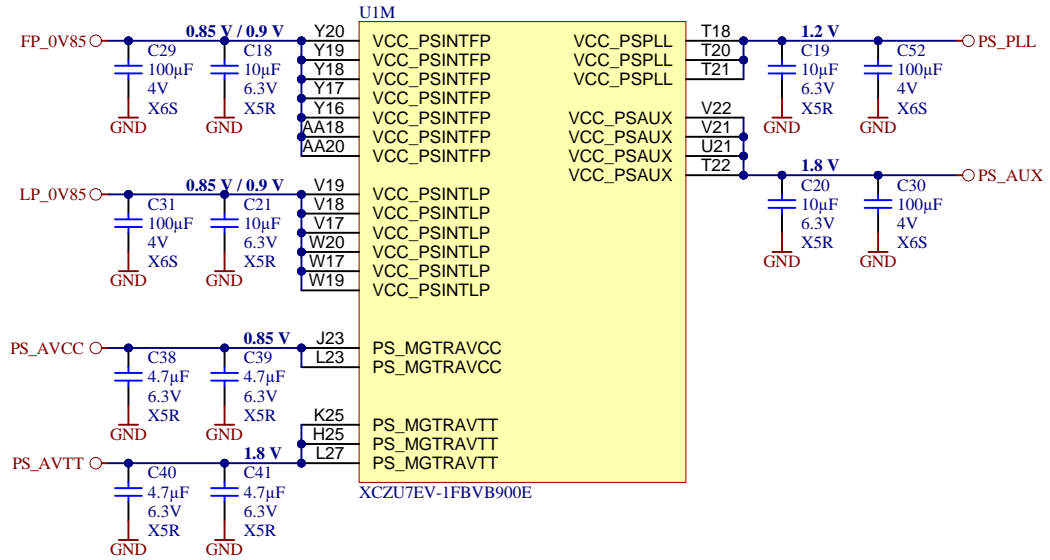 U1M
FP_0V85
0.85 V / 0.9 V
C29
100µF
4V
X6S
GND
C18
10µF
6.3V
X5R
GND
Y20 VCC_PSINTFP
Y19 VCC_PSINTFP
Y18 VCC_PSINTFP
Y17 VCC_PSINTFP
Y16 VCC_PSINTFP
AA18 VCC_PSINTFP
AA20 VCC_PSINTFP
LP_0V85
0.85 V / 0.9 V
C31
100µF
4V
X6S
GND
C21
10µF
6.3V
X5R
GND
V19 VCC_PSINTLP
V18 VCC_PSINTLP
V17 VCC_PSINTLP
W20 VCC_PSINTLP
W17 VCC_PSINTLP
W19 VCC_PSINTLP
PS_AVCC
0.85 V
C38
4.7µF
6.3V
X5R
GND
C39
4.7µF
6.3V
X5R
GND
J23 PS_MGTRAVCC
L23 PS_MGTRAVCC
PS_AVTT
1.8 V
C40
4.7µF
6.3V
X5R
GND
C41
4.7µF
6.3V
X5R
GND
K25 PS_MGTRAVTT
H25 PS_MGTRAVTT
L27 PS_MGTRAVTT
VCC_PSPLL T18
VCC_PSPLL T20
VCC_PSPLL T21
1.2 V
PS_PLL
C19
10µF
6.3V
X5R
GND
C52
100µF
4V
X6S
GND
VCC_PSAUX V22
VCC_PSAUX V21
VCC_PSAUX U21
VCC_PSAUX T22
1.8 V
PS_AUX
C20
10µF
6.3V
X5R
GND
C30
100µF
4V
X6S
GND
XCZU7EV-1FBVB900E